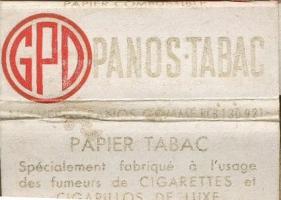 PAPIER COMBUSTIBLE
GPD PANOS-TABAC
PAPIER TABAC
Spécialement fabriqué à l'usage
des fumeurs de CIGARETTES et
CIGARILLOS DE LUXE